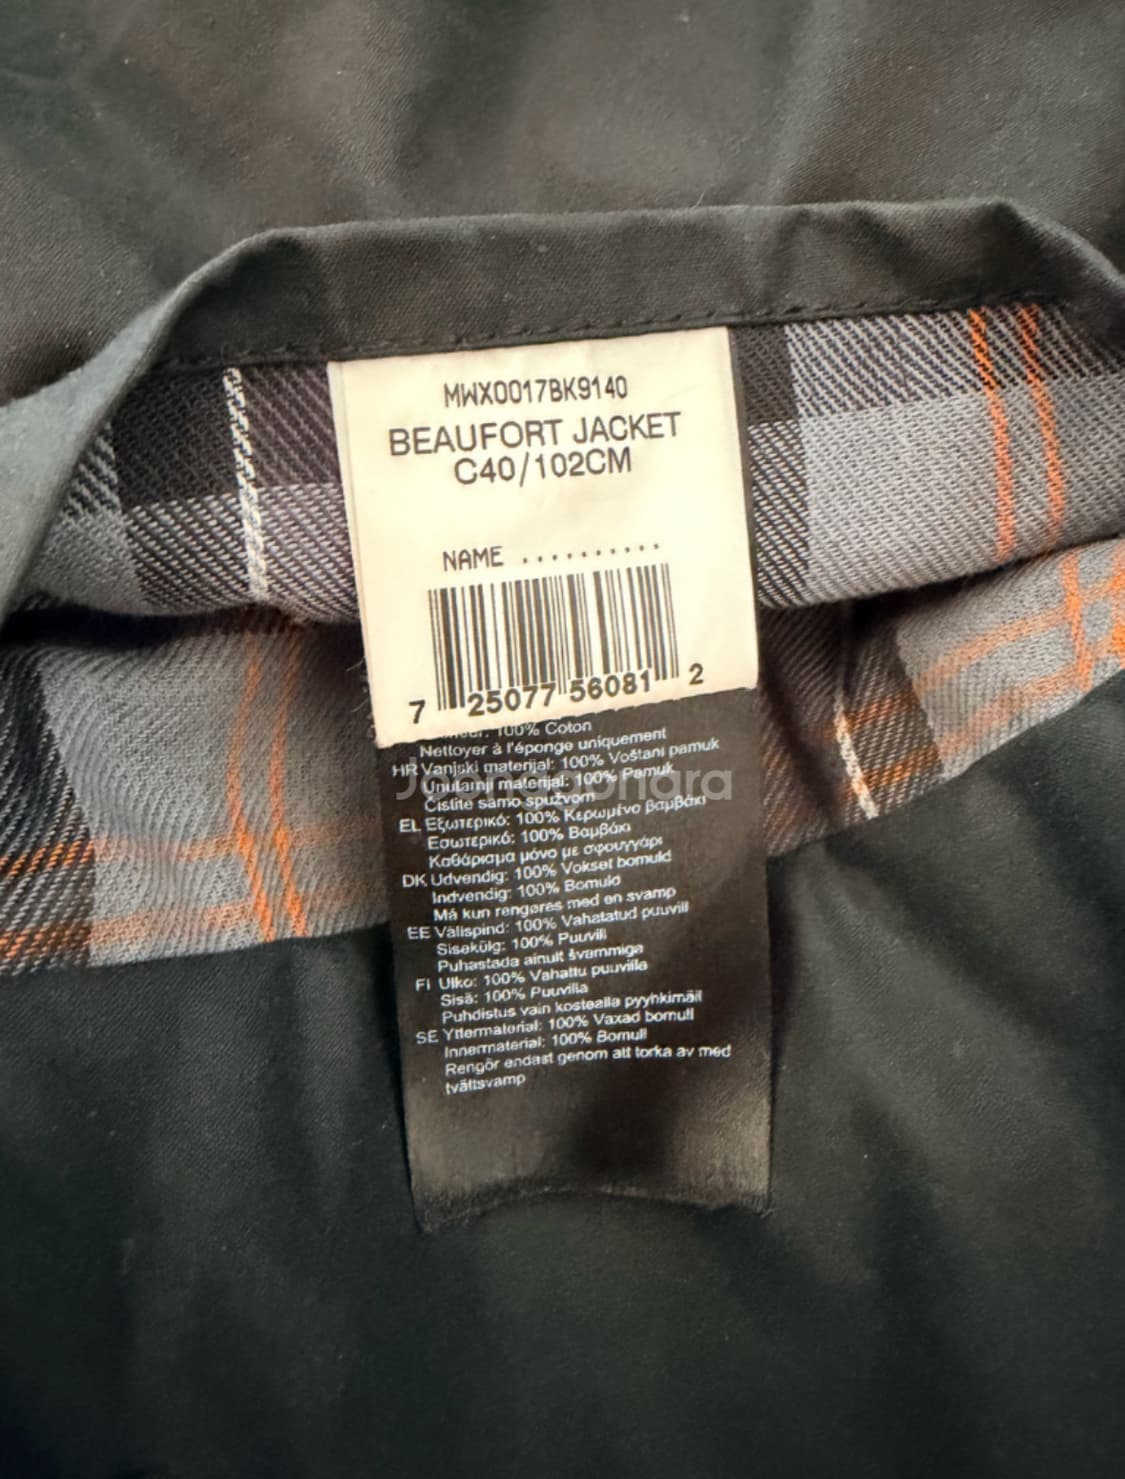 MWX0017BK9140
BEAUFORT JACKET
C40/102CM
NAME ..........
7 25077 56081 2
100% Coton
Nettoyer à l'éponge uniquement
HR Vanjski materijal: 100% Voštani pamuk
Unutarnji materijal: 100% Pamuk
Čistite samo spužvom
EL Εξωτερικό: 100% Κερωμένο βαμβάκι
Εσωτερικό: 100% Βαμβάκι
Καθάρισμα μόνο με σφουγγάρι
DK Udvendig: 100% Vokset bomuld
Indvendig: 100% Bomuld
Må kun rengøres med en svamp
EE Välispind: 100% Vahatatud puuvill
Sisekülg: 100% Puuvill
Puhastada ainult švammiga
FI Ulko: 100% Vahattu puuvilla
Sisä: 100% Puuvilla
Puhdistus vain kostealla pyyhkimäil
SE Yttermaterial: 100% Vaxad bomull
Innermaterial: 100% Bomull
Rengör endast genom att torka av med
tvättsvamp
Joonggonara